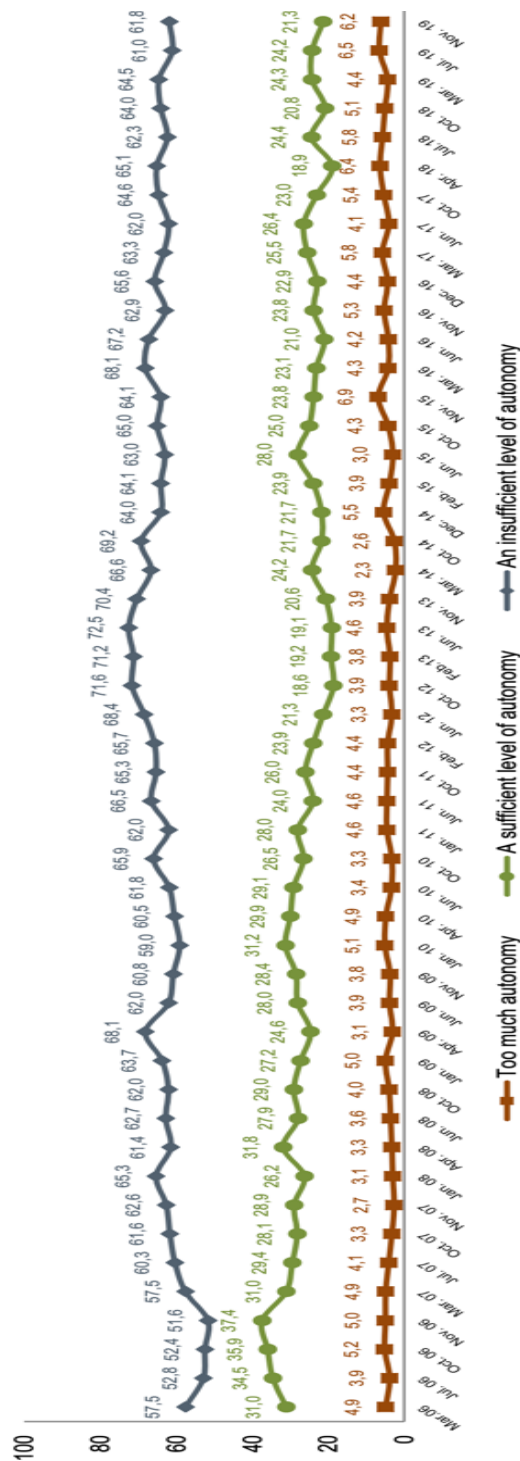 100
80
60
40
20
0
57,5 52,8 52,4 51,6 57,5 60,3 61,6 62,6 65,3 61,4 62,7 62,0 63,7 68,1 62,0 60,8 59,0 60,5 61,8 65,9 62,0 66,5 65,3 65,7 68,4 71,6 71,2 72,5 70,4 66,6 69,2 64,0 64,1 63,0 65,0 64,1 68,1 67,2 62,9 65,6 63,3 62,0 64,6 65,1 62,3 64,0 64,5 61,0 61,8
31,0 34,5 35,9 37,4 31,0 29,4 28,1 28,9 26,2 31,8 27,9 29,0 27,2 24,6 28,0 28,4 31,2 29,9 29,1 26,5 28,0 24,0 26,0 23,9 21,3 18,6 19,2 19,1 20,6 24,2 21,7 21,7 23,9 28,0 25,0 23,8 23,1 21,0 23,8 22,9 25,5 26,4 23,0 18,9 24,4 20,8 24,3 24,2 21,3
4,9 3,9 5,2 5,0 4,9 4,1 3,3 2,7 3,1 3,3 3,6 4,0 5,0 3,1 3,9 3,8 5,1 4,9 3,4 3,3 4,6 4,6 4,4 4,4 3,3 3,9 3,8 4,6 3,9 2,3 2,6 5,5 3,9 3,0 4,3 6,9 4,3 4,2 5,3 4,4 5,8 4,1 5,4 6,4 5,8 5,1 4,4 6,5 6,2
Mar.06 Jul. 06 Oct. 06 Nov. 06 Mar. 07 Jul. 07 Oct. 07 Nov. 07 Jan. 08 Apr. 08 Jun. 08 Oct. 08 Jan. 09 Apr. 09 Jun. 09 Nov. 09 Jan. 10 Apr. 10 Jun. 10 Oct. 10 Jan. 11 Jun. 11 Oct. 11 Feb. 12 Jun. 12 Oct. 12 Feb.13 Jun. 13 Nov. 13 Mar. 14 Oct. 14 Dec. 14 Feb. 15 Jun. 15 Oct. 15 Nov. 15 Mar. 16 Jun. 16 Nov. 16 Dec. 16 Mar. 17 Jun. 17 Oct. 17 Apr. 18 Jul.18 Oct. 18 Mar. 19 Jul. 19 Nov. 19
Too much autonomy A sufficient level of autonomy An insufficient level of autonomy